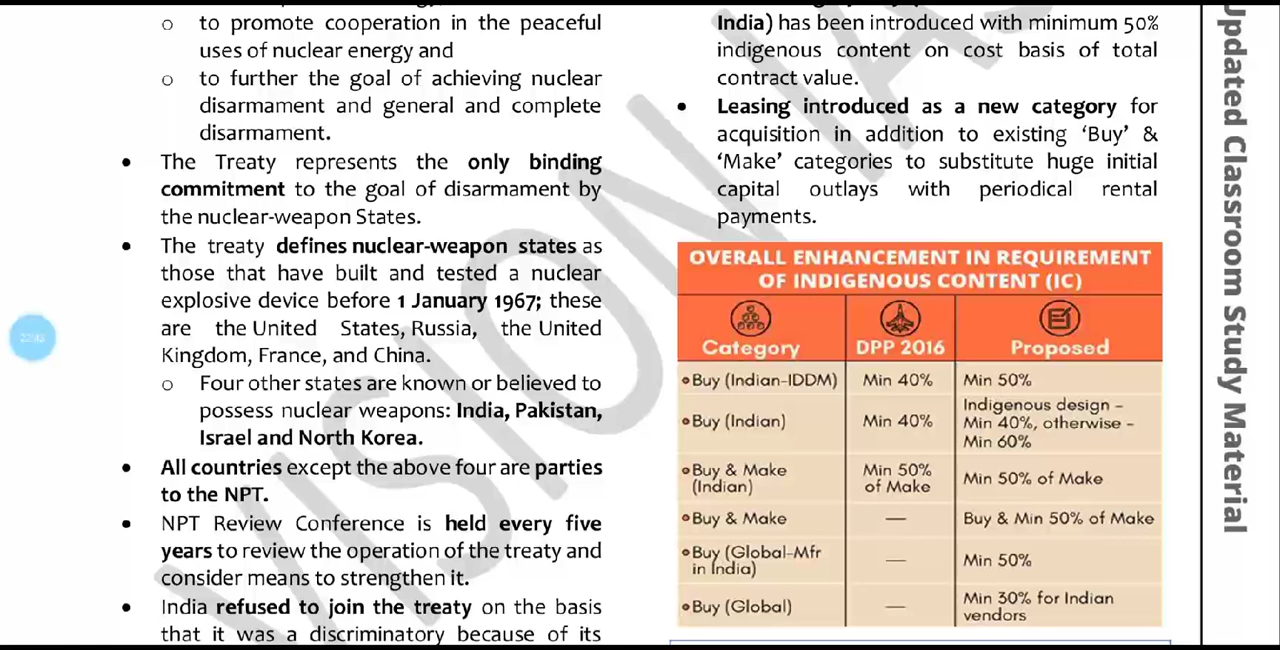 o to promote cooperation in the peaceful
uses of nuclear energy and
o to further the goal of achieving nuclear
disarmament and general and complete
disarmament.
• The Treaty represents the only binding
commitment to the goal of disarmament by
the nuclear-weapon States.
• The treaty defines nuclear-weapon states as
those that have built and tested a nuclear
explosive device before 1 January 1967; these
are the United States, Russia, the United
Kingdom, France, and China.
o Four other states are known or believed to
possess nuclear weapons: India, Pakistan,
Israel and North Korea.
• All countries except the above four are parties
to the NPT.
• NPT Review Conference is held every five
years to review the operation of the treaty and
consider means to strengthen it.
• India refused to join the treaty on the basis
that it was a discriminatory because of its
India) has been introduced with minimum 50%
indigenous content on cost basis of total
contract value.
• Leasing introduced as a new category for
acquisition in addition to existing ‘Buy’ &
‘Make’ categories to substitute huge initial
capital outlays with periodical rental
payments.
OVERALL ENHANCEMENT IN REQUIREMENT
OF INDIGENOUS CONTENT (IC)
Category DPP 2016 Proposed
•Buy (Indian-IDDM) Min 40% Min 50%
•Buy (Indian) Min 40% Indigenous design –
Min 40%, otherwise –
Min 60%
•Buy & Make
(Indian) Min 50%
of Make Min 50% of Make
•Buy & Make — Buy & Min 50% of Make
•Buy (Global-Mfr
in India) — Min 50%
•Buy (Global) — Min 30% for Indian
vendors
Updated Classroom Study Material
VISION IAS